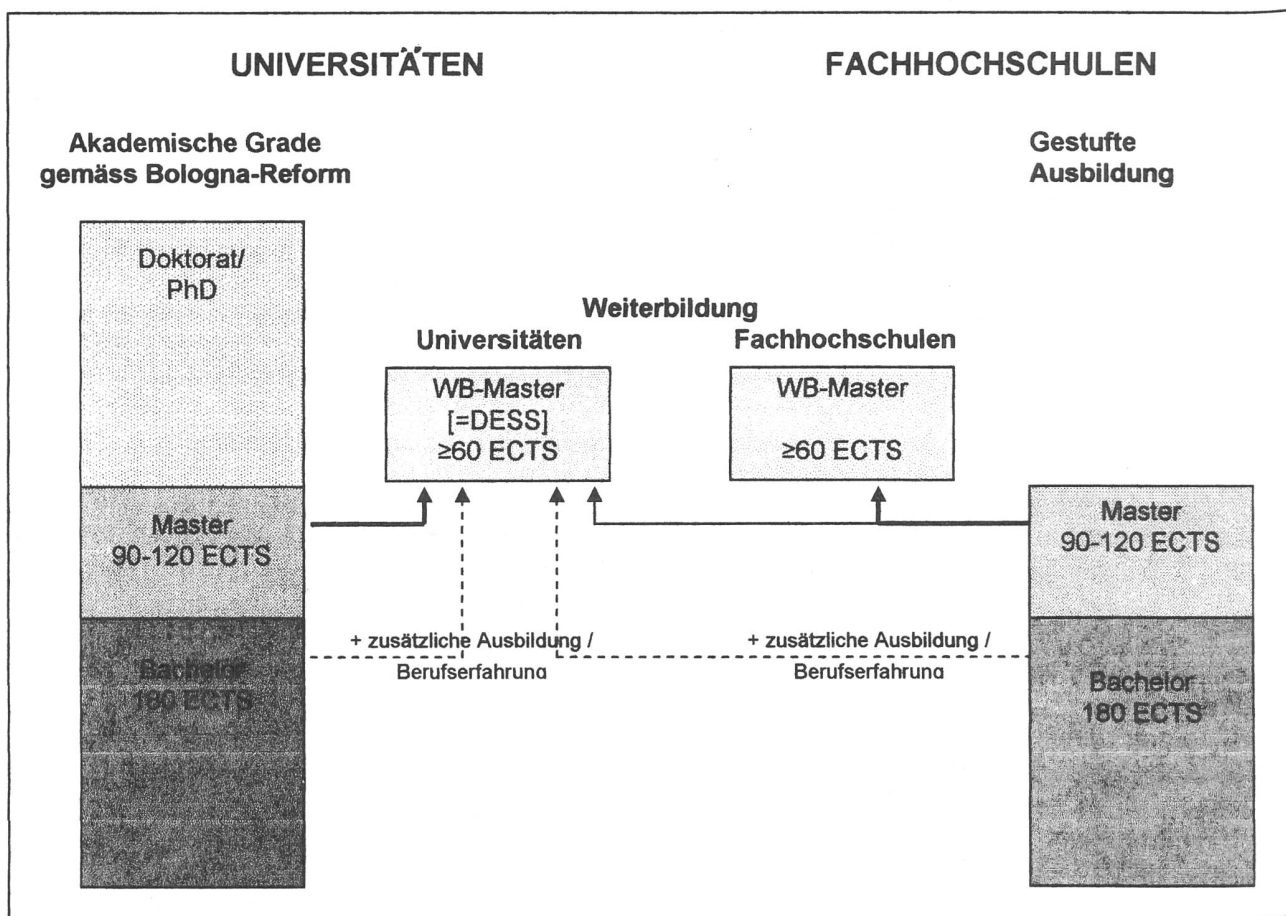 UNIVERSITÄTEN
FACHHOCHSCHULEN
Akademische Grade
gemäss Bologna-Reform
Gestufte
Ausbildung
Doktorat/
PhD
Weiterbildung
Universitäten
Fachhochschulen
WB-Master
[=DESS]
≥60 ECTS
WB-Master
≥60 ECTS
Master
90-120 ECTS
Master
90-120 ECTS
+ zusätzliche Ausbildung /
Berufserfahrung
+ zusätzliche Ausbildung /
Berufserfahrung
Bachelor
180 ECTS
Bachelor
180 ECTS